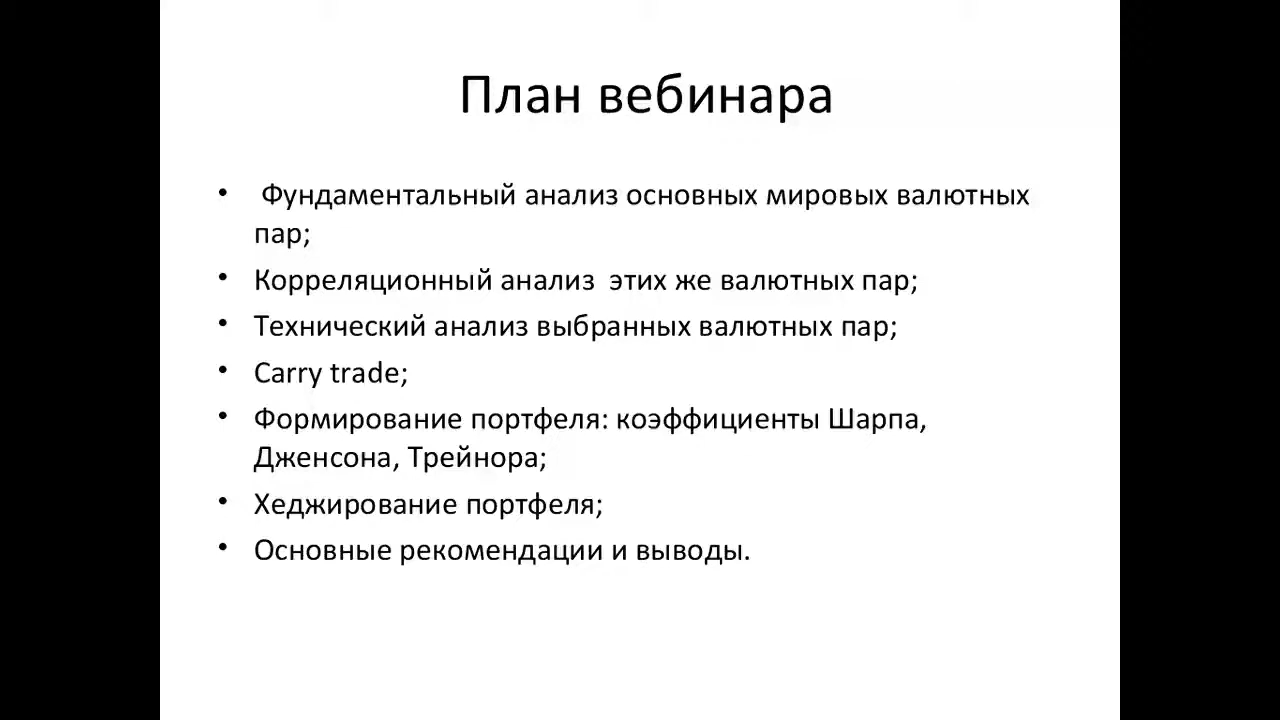 План вебинара
• Фундаментальный анализ основных мировых валютных
пар;
• Корреляционный анализ этих же валютных пар;
• Технический анализ выбранных валютных пар;
• Carry trade;
• Формирование портфеля: коэффициенты Шарпа,
Дженсона, Трейнора;
• Хеджирование портфеля;
• Основные рекомендации и выводы.